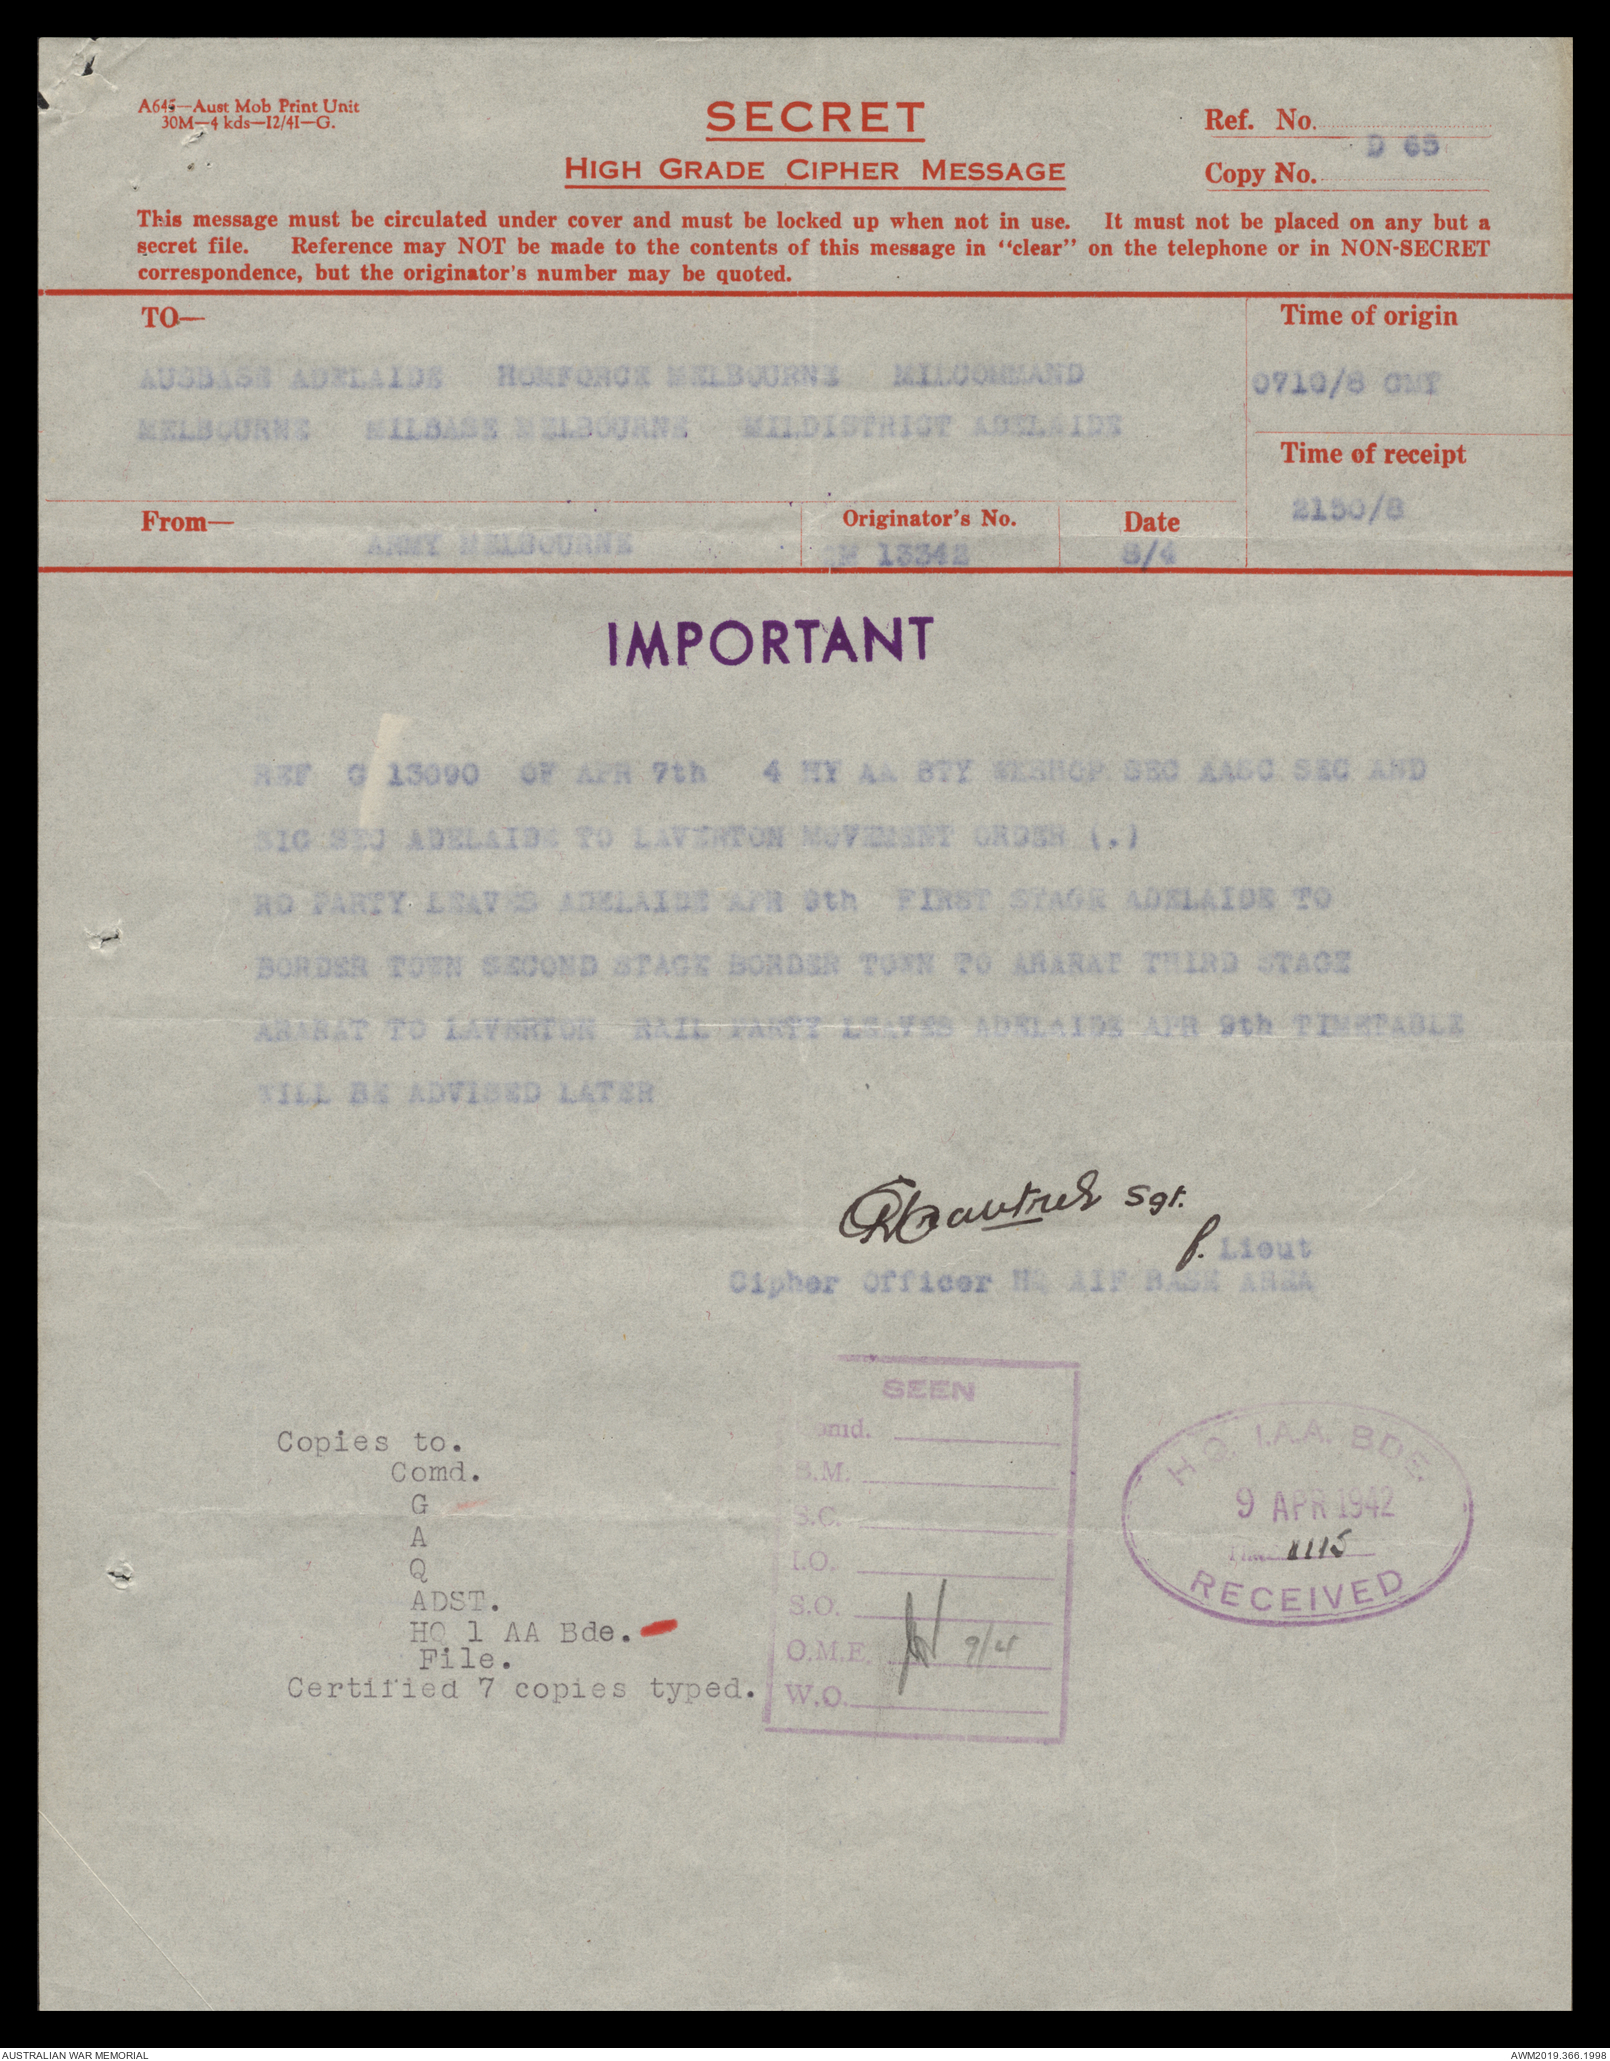 A645—Aust Mob Print Unit
30M—4 kds—12/41—G.
SECRET
HIGH GRADE CIPHER MESSAGE
Ref. No.
D 65
Copy No.
This message must be circulated under cover and must be locked up when not in use. It must not be placed on any but a
secret file. Reference may NOT be made to the contents of this message in "clear" on the telephone or in NON-SECRET
correspondence, but the originator's number may be quoted.
TO—
AUSBASE ADELAIDE HOMFORCE MELBOURNE MILCOMMAND
MELBOURNE MILBASE MELBOURNE MILDISTRICT ADELAIDE
Time of origin
0710/8 GMT
Time of receipt
2150/8
From—
ARMY MELBOURNE
Originator's No.
13342
Date
8/4
IMPORTANT
REF G 13090 OF APR 7th 4 HY AA BTY WKSHOP SEC AASC SEC AND
SIG SEC ADELAIDE TO LAVERTON MOVEMENT ORDER (.)
RD PARTY LEAVES ADELAIDE APR 9th FIRST STAGE ADELAIDE TO
BORDER TOWN SECOND STAGE BORDER TOWN TO ARARAT THIRD STAGE
ARARAT TO LAVERTON RAIL PARTY LEAVES ADELAIDE APR 9th TIMETABLE
WILL BE ADVISED LATER
Sgt.
f. Lieut
Cipher Officer HQ AIF BASE AREA
Copies to.
Comd.
G
A
Q
ADST.
HQ 1 AA Bde.
File.
Certified 7 copies typed.
SEEN
Cmd.
B.M.
S.C.
I.O.
S.O.
O.M.E. 9/4
W.O.
H.Q. 1.A.A. BDE.
9 APR 1942
Time 1115
RECEIVED
AUSTRALIAN WAR MEMORIAL
AWM2019.366.1998